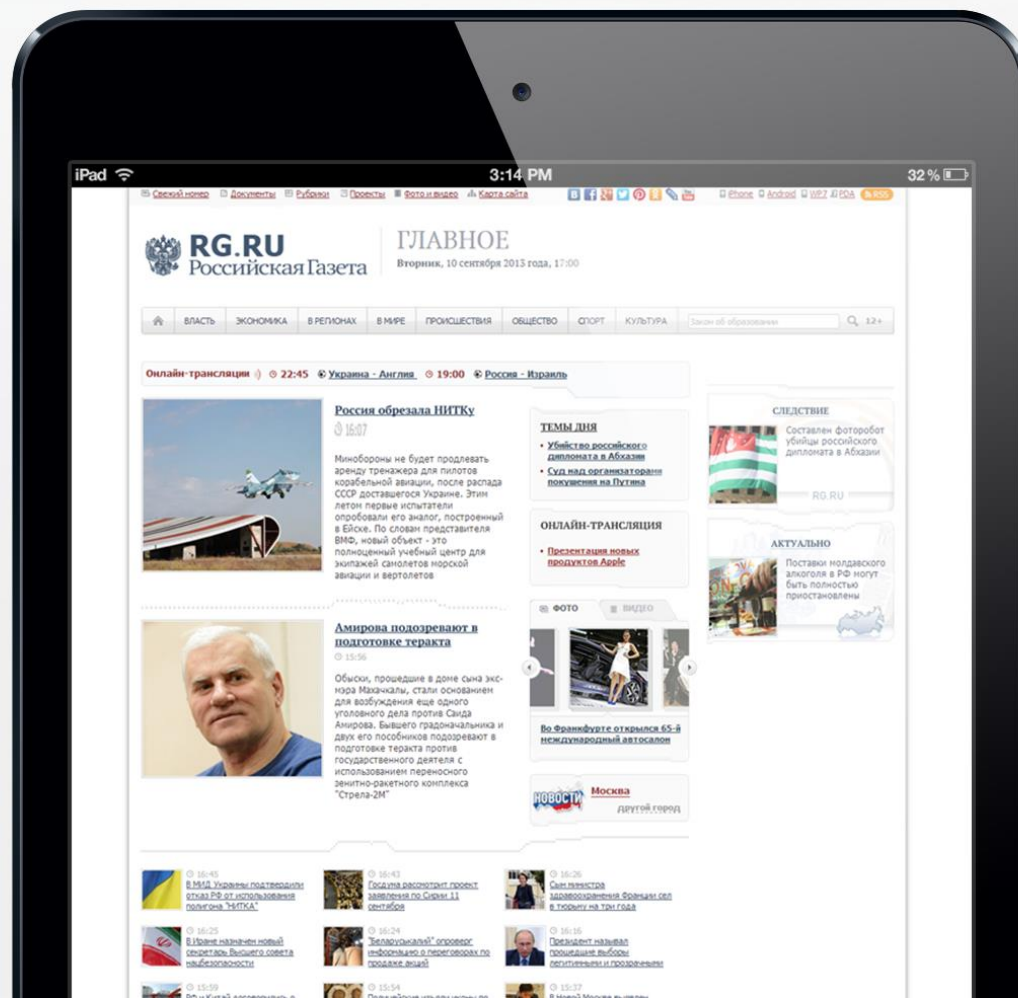 iPad
3:14 PM
32 %
Свежий номер Документы Рубрики Проекты Фото и видео Карта сайта
iPhone Android WP7 PDA RSS
RG.RU
Российская Газета
ГЛАВНОЕ
Вторник, 10 сентября 2013 года, 17:00
ВЛАСТЬ ЭКОНОМИКА В РЕГИОНАХ В МИРЕ ПРОИСШЕСТВИЯ ОБЩЕСТВО СПОРТ КУЛЬТУРА Закон об образовании 12+
Онлайн-трансляции 22:45 Украина - Англия 19:00 Россия - Израиль
Россия обрезала НИТКу
16:07
Минобороны не будет продлевать
аренду тренажера для пилотов
корабельной авиации, после распада
СССР доставшегося Украине. Этим
летом первые испытатели
опробовали его аналог, построенный
в Ейске. По словам представителя
ВМФ, новый объект - это
полноценный учебный центр для
экипажей самолетов морской
авиации и вертолетов
Амирова подозревают в
подготовке теракта
15:56
Обыски, прошедшие в доме сына экс-
мэра Махачкалы, стали основанием
для возбуждения еще одного
уголовного дела против Саида
Амирова. Бывшего градоначальника и
двух его пособников подозревают в
подготовке теракта против
государственного деятеля с
использованием переносного
зенитно-ракетного комплекса
"Стрела-2М"
ТЕМЫ ДНЯ
Убийство российского
дипломата в Абхазии
Суд над организаторами
покушения на Путина
ОНЛАЙН-ТРАНСЛЯЦИЯ
Презентация новых
продуктов Apple
ФОТО ВИДЕО
Во Франкфурте открылся 65-й
международный автосалон
НОВОСТИ
Москва
другой город
СЛЕДСТВИЕ
Составлен фоторобот
убийцы российского
дипломата в Абхазии
RG.RU
АКТУАЛЬНО
Поставки молдавского
алкоголя в РФ могут
быть полностью
приостановлены
16:45
В МИД Украины подтвердили
отказ РФ от использования
полигона "НИТКА"
16:43
Госдума рассмотрит проект
заявления по Сирии 11
сентября
16:26
Сын министра
здравоохранения Франции сел
в тюрьму на три года
16:25
В Иране назначен новый
секретарь Высшего совета
нацбезопасности
16:24
"Беларуськалий" опроверг
информацию о переговорах по
продаже акций
16:16
Президент называл
прошедшие выборы
легитимными и прозрачными
15:59
РФ и Китай договорились о
15:54
15:37
В Новой Москве